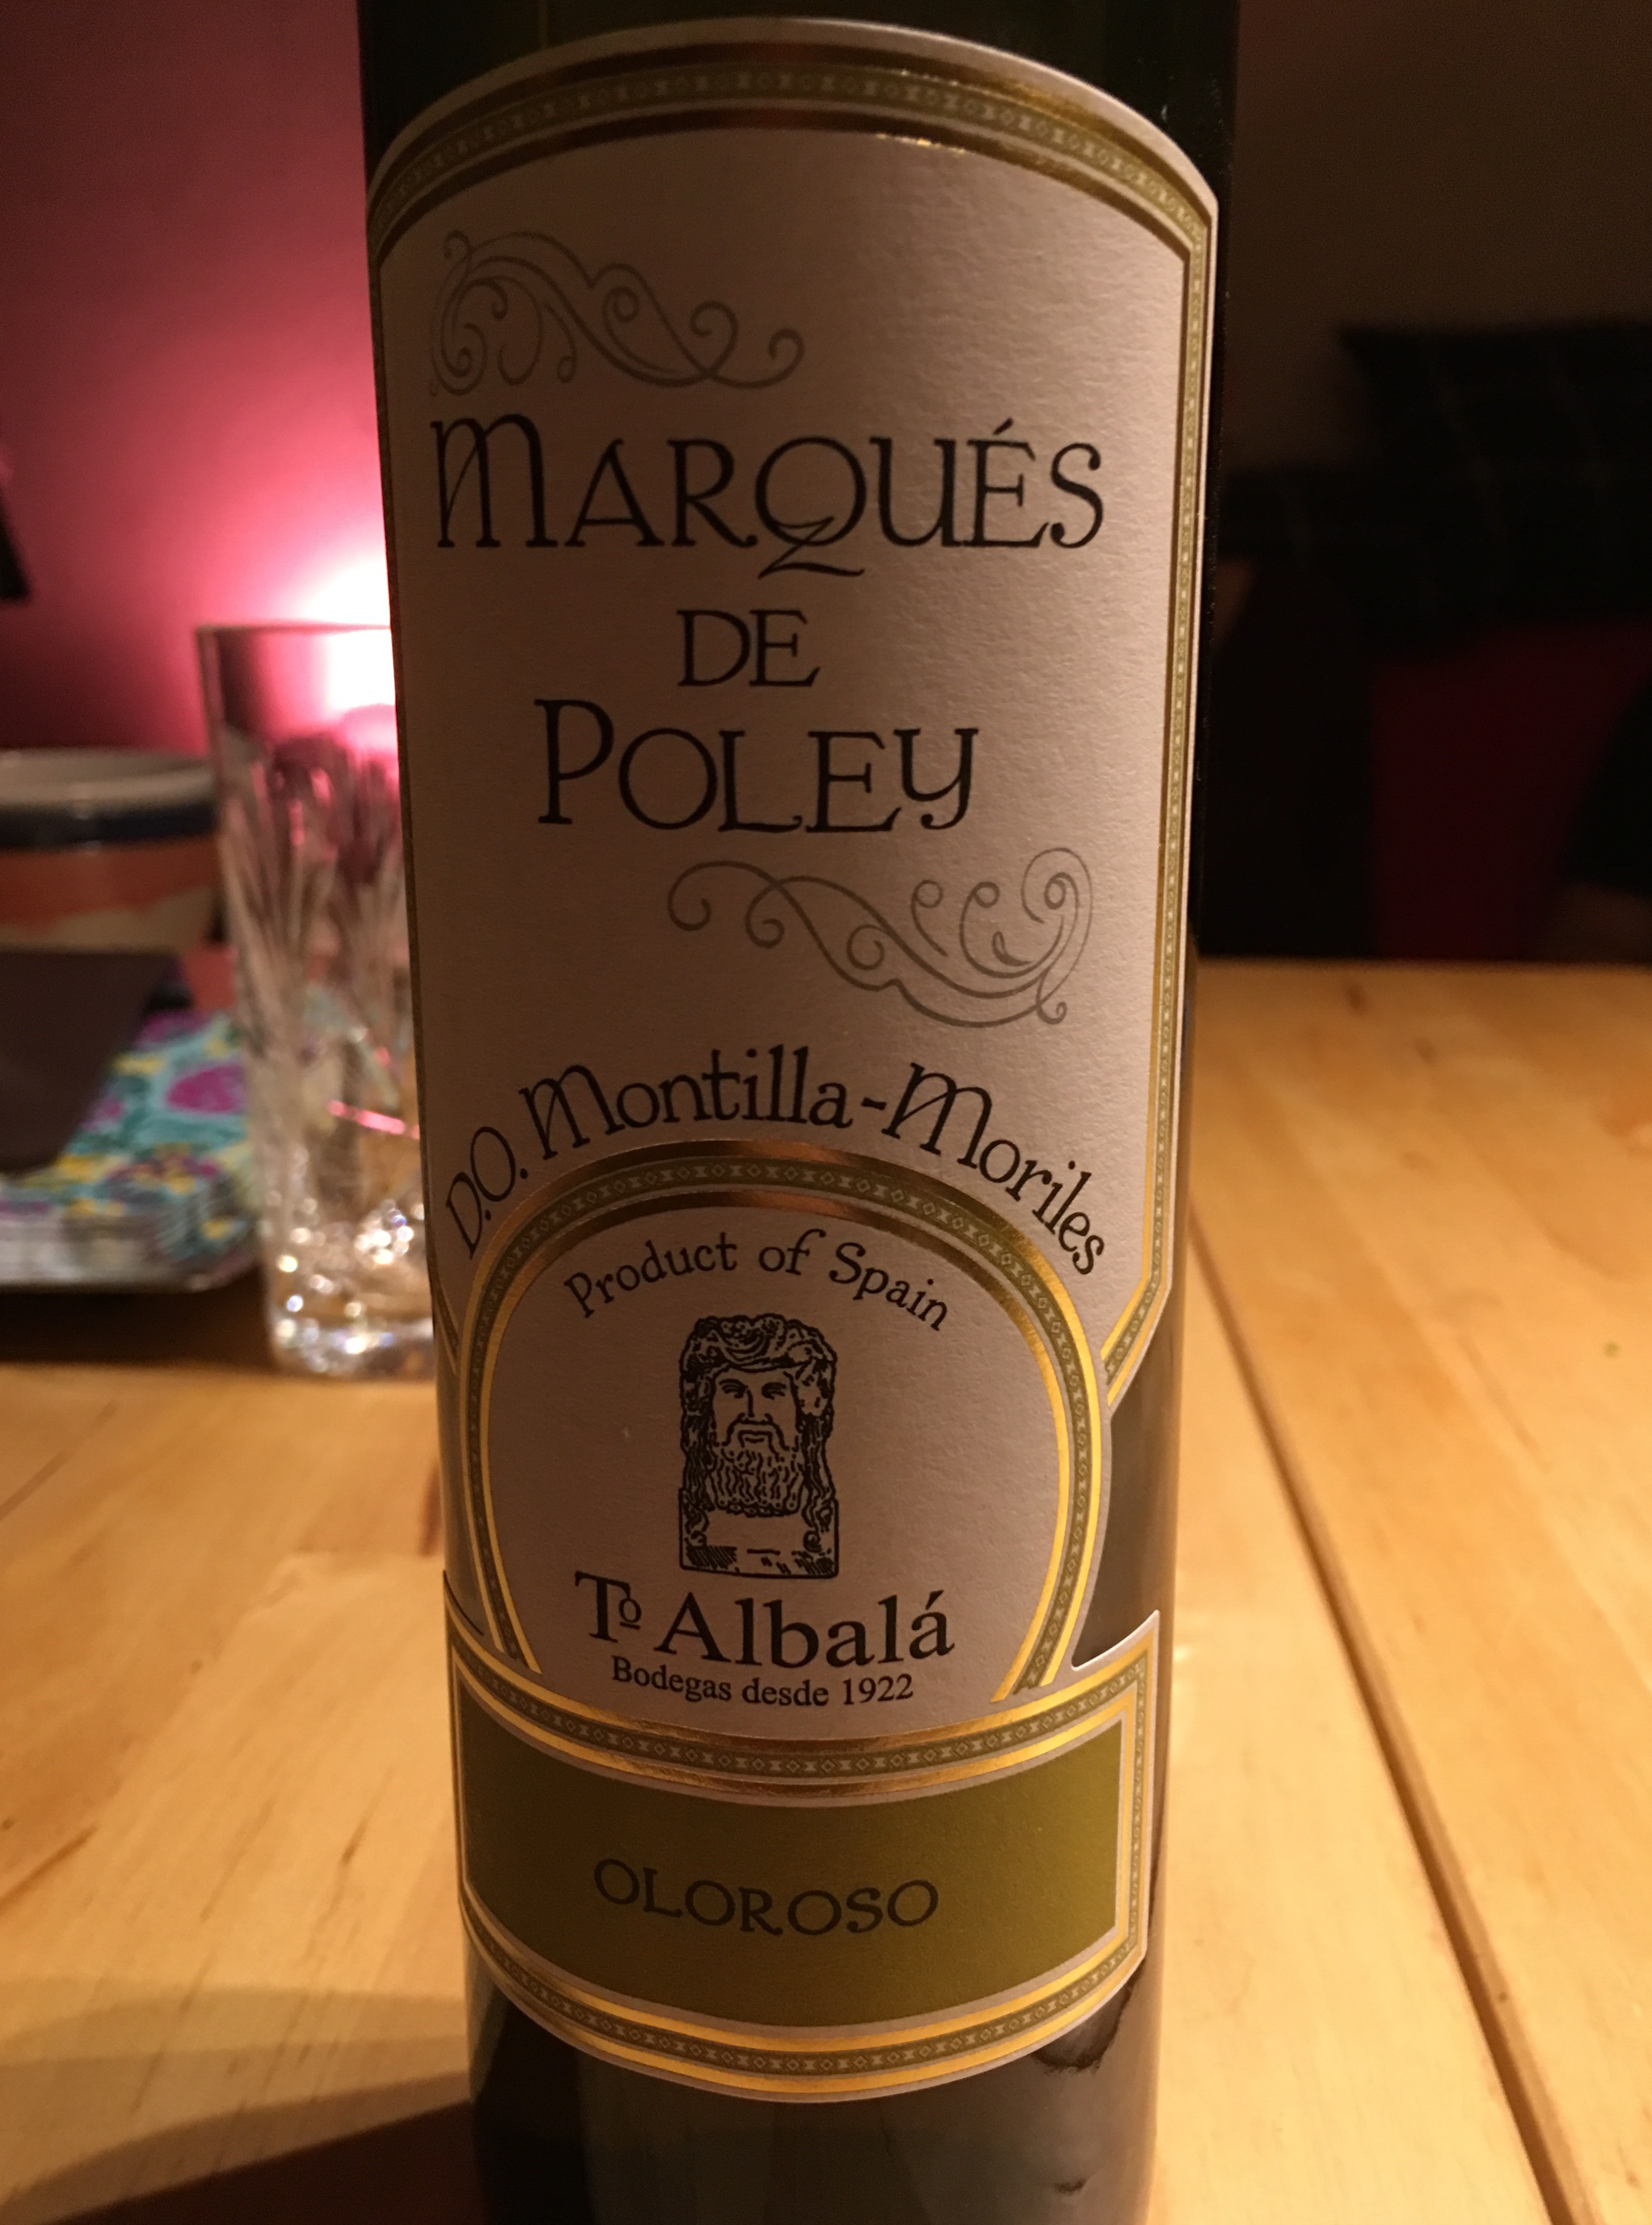 MARQUÉS
DE
POLEY
D.O. Montilla-Moriles
Product of Spain
Tº Albalá
Bodegas desde 1922
OLOROSO